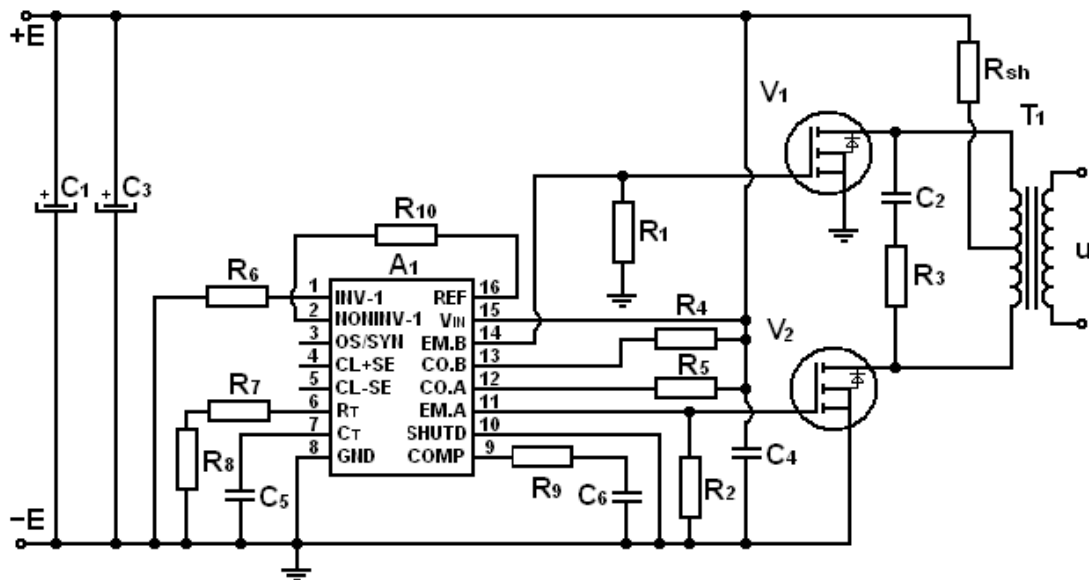 +E
Rsh
V1
T1
+ C1
+ C3
C2
R10
R1
A1
u
R6
R3
1 INV-1 REF 16
2 NONINV-1 VIN 15
3 OS/SYN EM.B 14
4 CL+SE CO.B 13
5 CL-SE CO.A 12
6 RT EM.A 11
7 CT SHUTD 10
8 GND COMP 9
R4
V2
R5
R7
R8
C5
R9
C6
R2
C4
−E